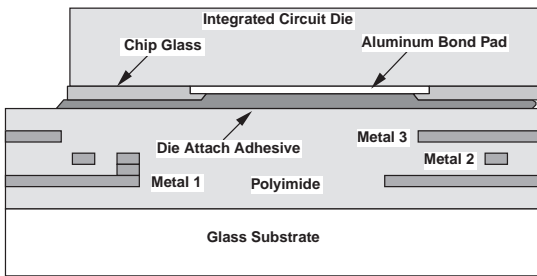 Integrated Circuit Die
Chip Glass
Aluminum Bond Pad
Die Attach Adhesive
Metal 3
Metal 2
Metal 1
Polyimide
Glass Substrate